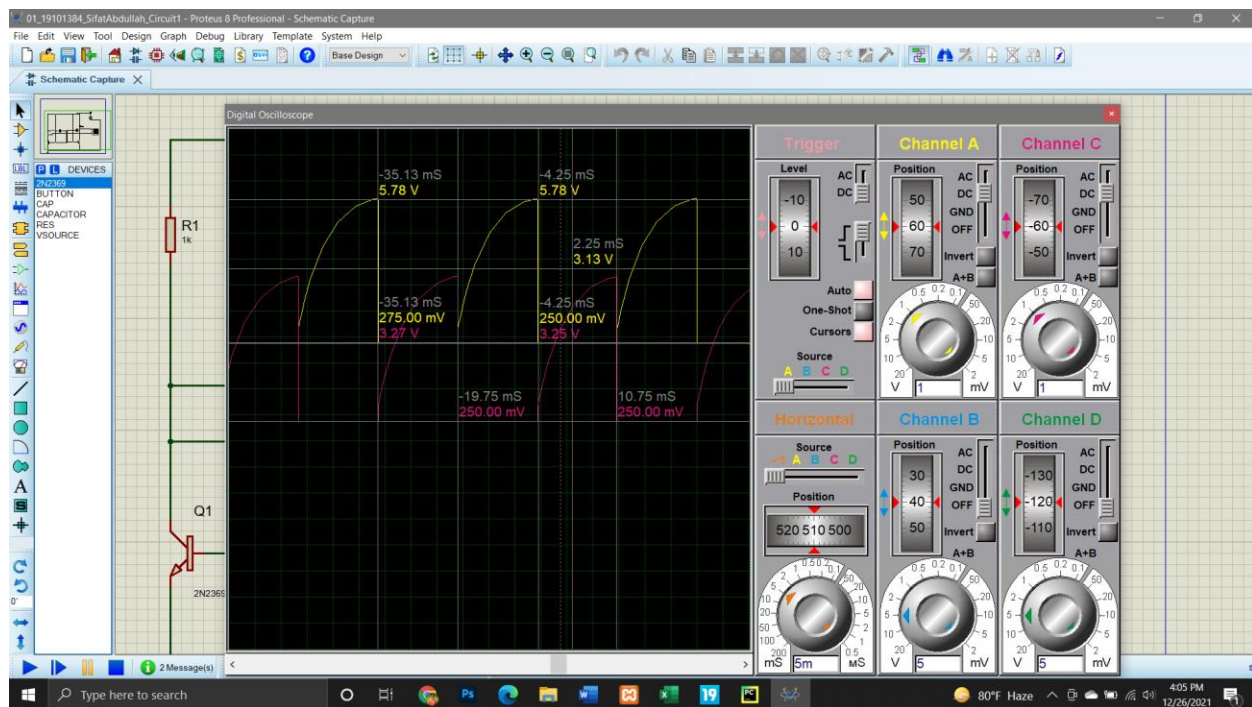 01_19101384_SifatAbdullah_Circuit1 - Proteus 8 Professional - Schematic Capture
File Edit View Tool Design Graph Debug Library Template System Help
Base Design
Schematic Capture
P L DEVICES
2N2369
BUTTON
CAP
CAPACITOR
RES
VSOURCE
R1
1k
Q1
2N2369
Digital Oscilloscope
-35.13 mS
5.78 V
-4.25 mS
5.78 V
2.25 mS
3.13 V
-35.13 mS
275.00 mV
3.27 V
-4.25 mS
250.00 mV
3.25 V
-19.75 mS
250.00 mV
10.75 mS
250.00 mV
Trigger
Level
AC
DC
-10
0
10
Auto
One-Shot
Cursors
Source
A B C D
Channel A
Position
AC
DC
GND
OFF
50
60
70
Invert
A+B
V 1 mV
Channel C
Position
AC
DC
GND
OFF
-70
-60
-50
Invert
A+B
V 1 mV
Horizontal
Source
A B C D
Position
520 510 500
mS 5m µS
Channel B
Position
AC
DC
GND
OFF
30
40
50
Invert
A+B
V 5 mV
Channel D
Position
AC
DC
GND
OFF
-130
-120
-110
Invert
A+B
V 5 mV
2 Message(s)
Type here to search
80°F Haze
4:05 PM
12/26/2021